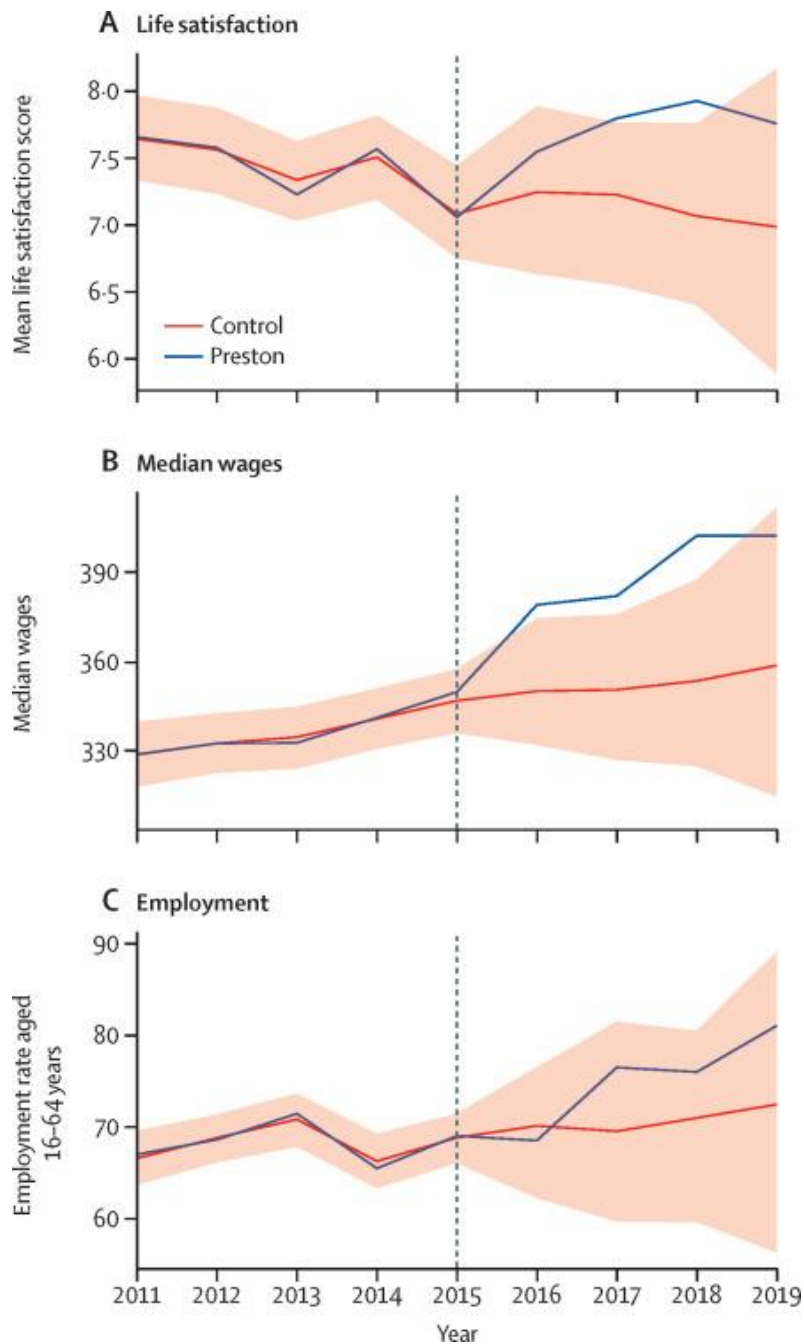 A Life satisfaction
8·0
7·5
7·0
6·5
6·0
Mean life satisfaction score
Control
Preston
B Median wages
390
360
330
Median wages
C Employment
90
80
70
60
Employment rate aged
16–64 years
2011 2012 2013 2014 2015 2016 2017 2018 2019
Year